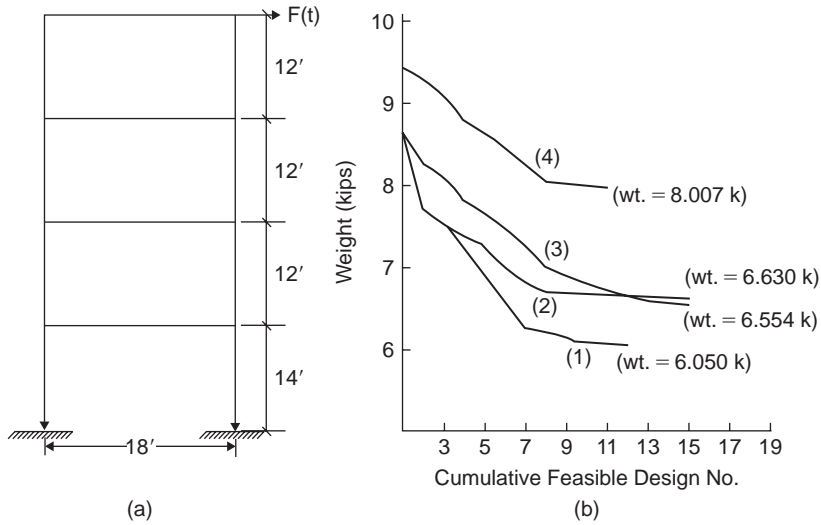 F(t)
12′
12′
12′
14′
18′
(a)
Weight (kips)
10
9
8
7
6
(4)
(wt. = 8.007 k)
(3)
(wt. = 6.630 k)
(2)
(wt. = 6.554 k)
(1)
(wt. = 6.050 k)
3 5 7 9 11 13 15 17 19
Cumulative Feasible Design No.
(b)